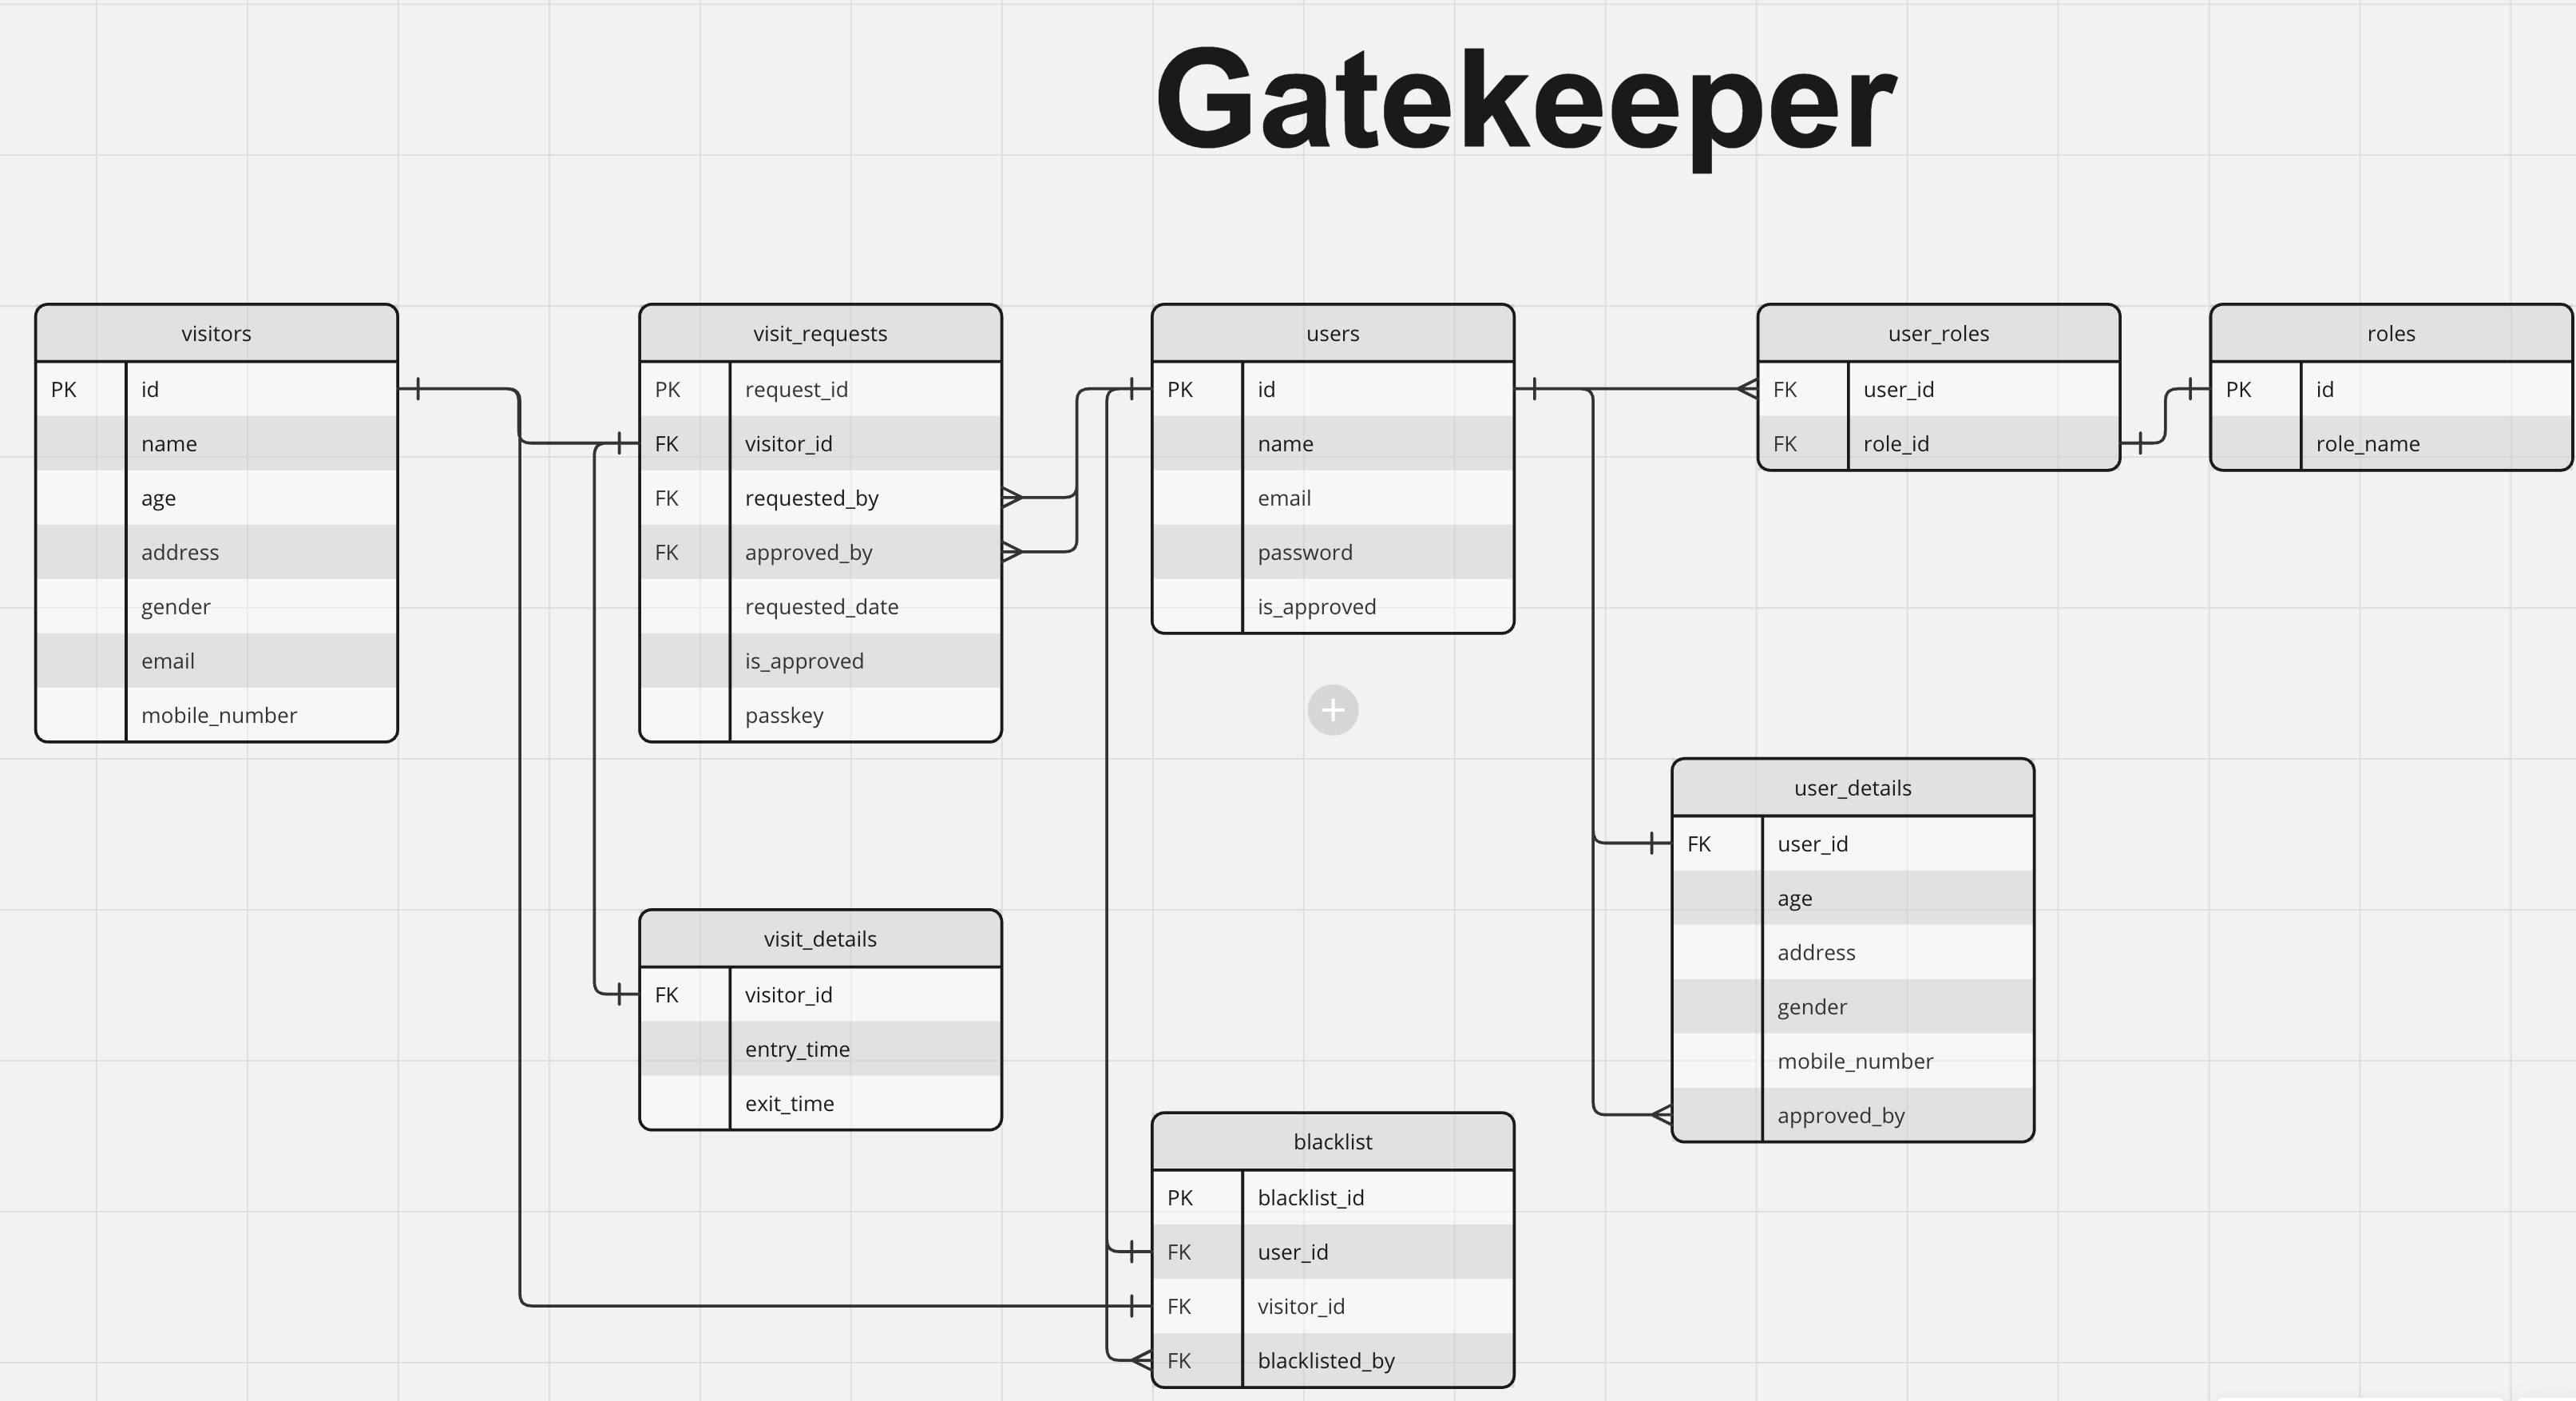 Gatekeeper
visitors
PK id
name
age
address
gender
email
mobile_number
visit_requests
PK request_id
FK visitor_id
FK requested_by
FK approved_by
requested_date
is_approved
passkey
users
PK id
name
email
password
is_approved
user_roles
FK user_id
FK role_id
roles
PK id
role_name
user_details
FK user_id
age
address
gender
mobile_number
approved_by
visit_details
FK visitor_id
entry_time
exit_time
blacklist
PK blacklist_id
FK user_id
FK visitor_id
FK blacklisted_by